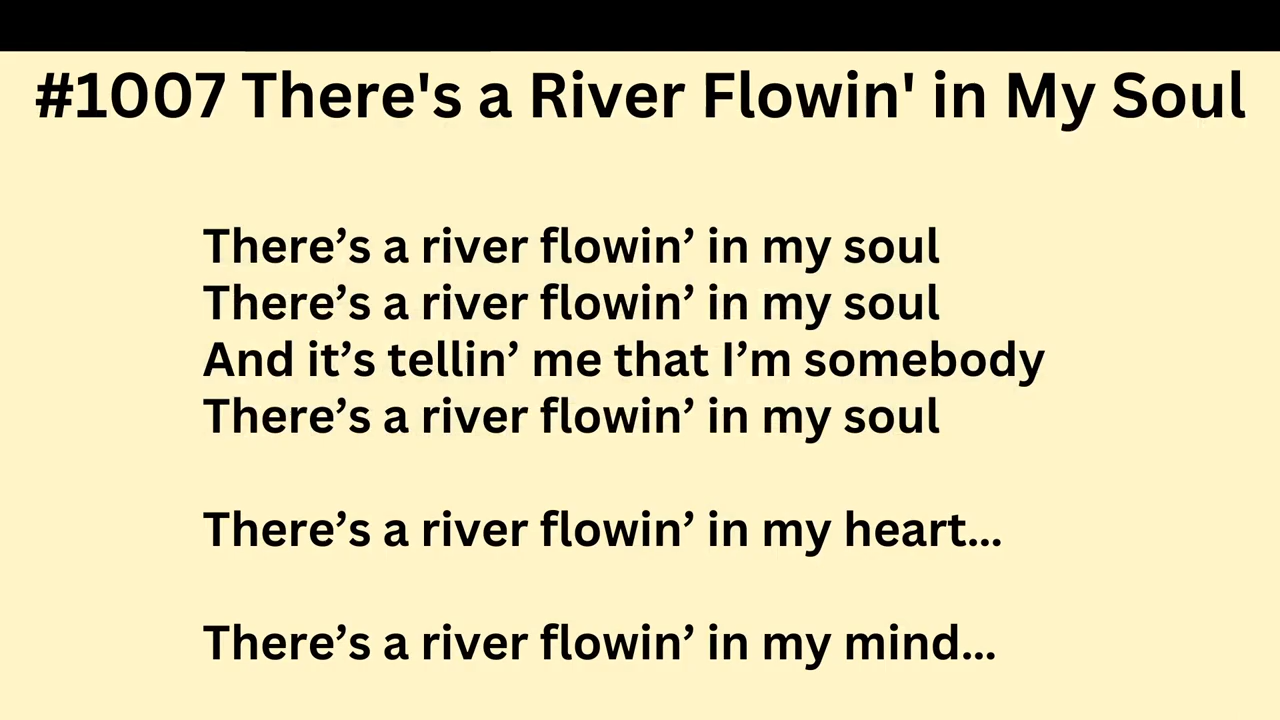 #1007 There's a River Flowin' in My Soul
There’s a river flowin’ in my soul
There’s a river flowin’ in my soul
And it’s tellin’ me that I’m somebody
There’s a river flowin’ in my soul
There’s a river flowin’ in my heart...
There’s a river flowin’ in my mind...